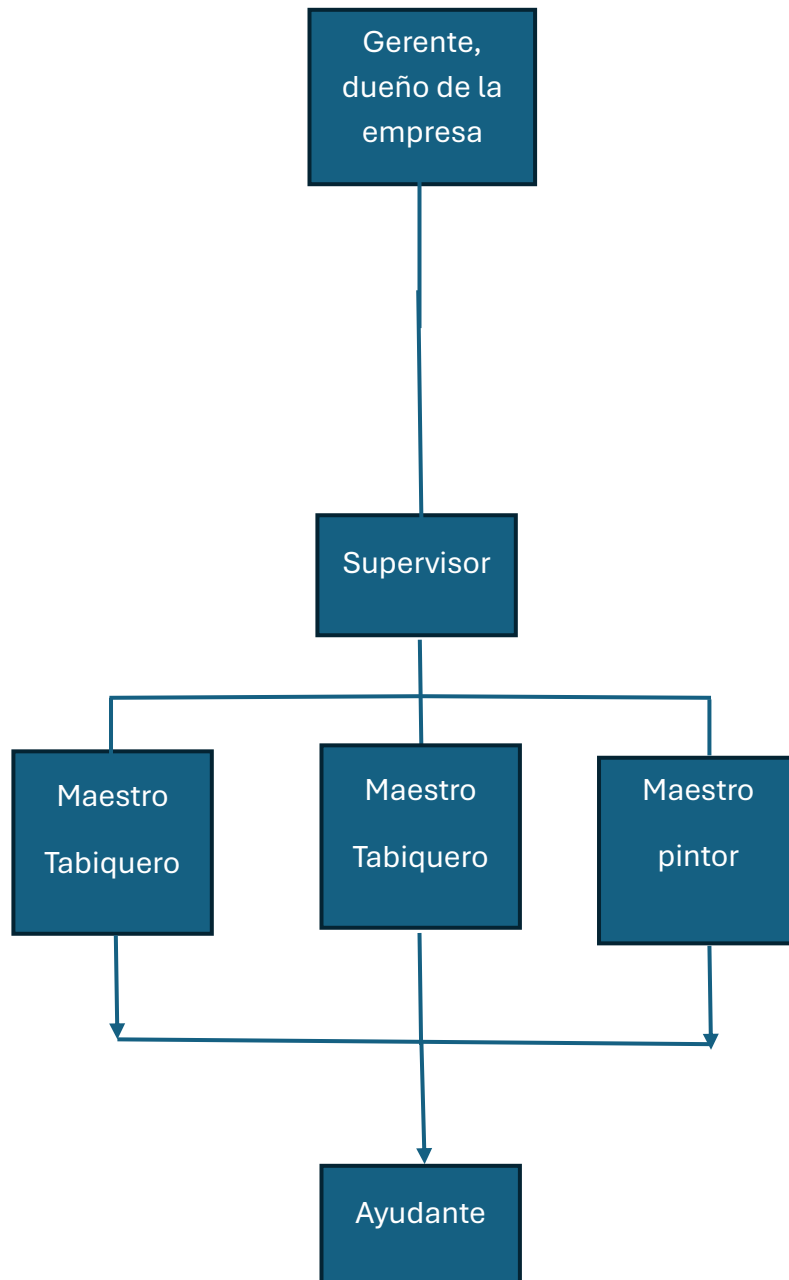 Gerente,
dueño de la
empresa
Supervisor
Maestro
Tabiquero
Maestro
Tabiquero
Maestro
pintor
Ayudante